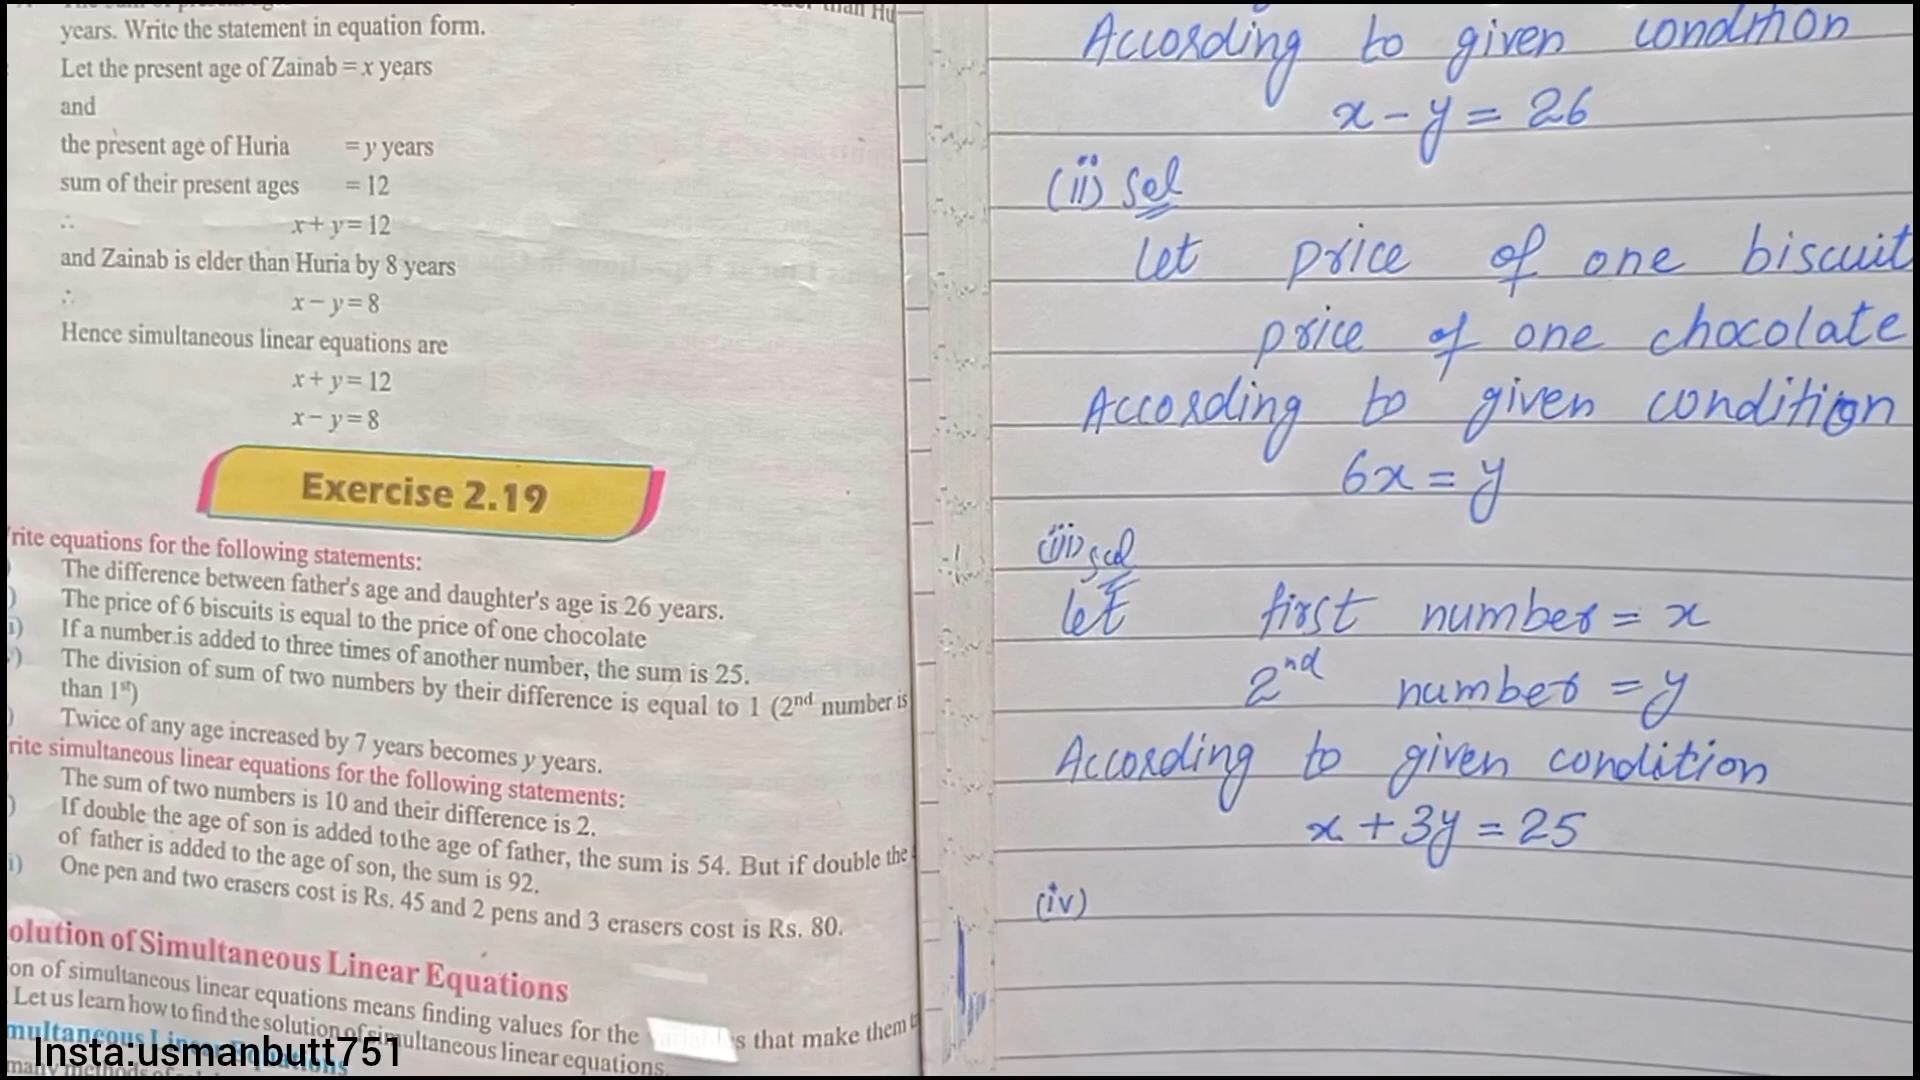 years. Write the statement in equation form.
Let the present age of Zainab = x years
and
the present age of Huria = y years
sum of their present ages = 12
∴ x + y = 12
and Zainab is elder than Huria by 8 years
∴ x − y = 8
Hence simultaneous linear equations are
x + y = 12
x − y = 8
Exercise 2.19
rite equations for the following statements:
The difference between father's age and daughter's age is 26 years.
) The price of 6 biscuits is equal to the price of one chocolate
i) If a number is added to three times of another number, the sum is 25.
) The division of sum of two numbers by their difference is equal to 1 (2nd number is
than 1st)
) Twice of any age increased by 7 years becomes y years.
rite simultaneous linear equations for the following statements:
The sum of two numbers is 10 and their difference is 2.
) If double the age of son is added to the age of father, the sum is 54. But if double the
of father is added to the age of son, the sum is 92.
i) One pen and two erasers cost is Rs. 45 and 2 pens and 3 erasers cost is Rs. 80.
olution of Simultaneous Linear Equations
on of simultaneous linear equations means finding values for the s that make them
Let us learn how to find the solution of simultaneous linear equations.
multaneous Linear Equations
Insta:usmanbutt751
According to given condition
x - y = 26
(ii) Sol
let price of one biscuit
price of one chocolate
According to given condition
6x = y
(iii) sol
let first number = x
2nd number = y
According to given condition
x + 3y = 25
(iv)